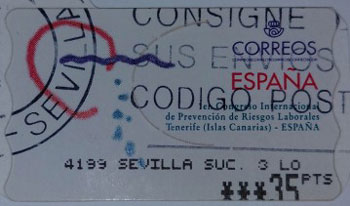 CONSIGNE
SEVILLA
SUS ENVIOS
CORREOS
ESPAÑA
CODIGO POST
1er. Congreso Internacional
de Prevención de Riesgos Laborales
Tenerife (Islas Canarias) - ESPAÑA
- SEVILL
4199 SEVILLA SUC. 3 LO
***35 PTS